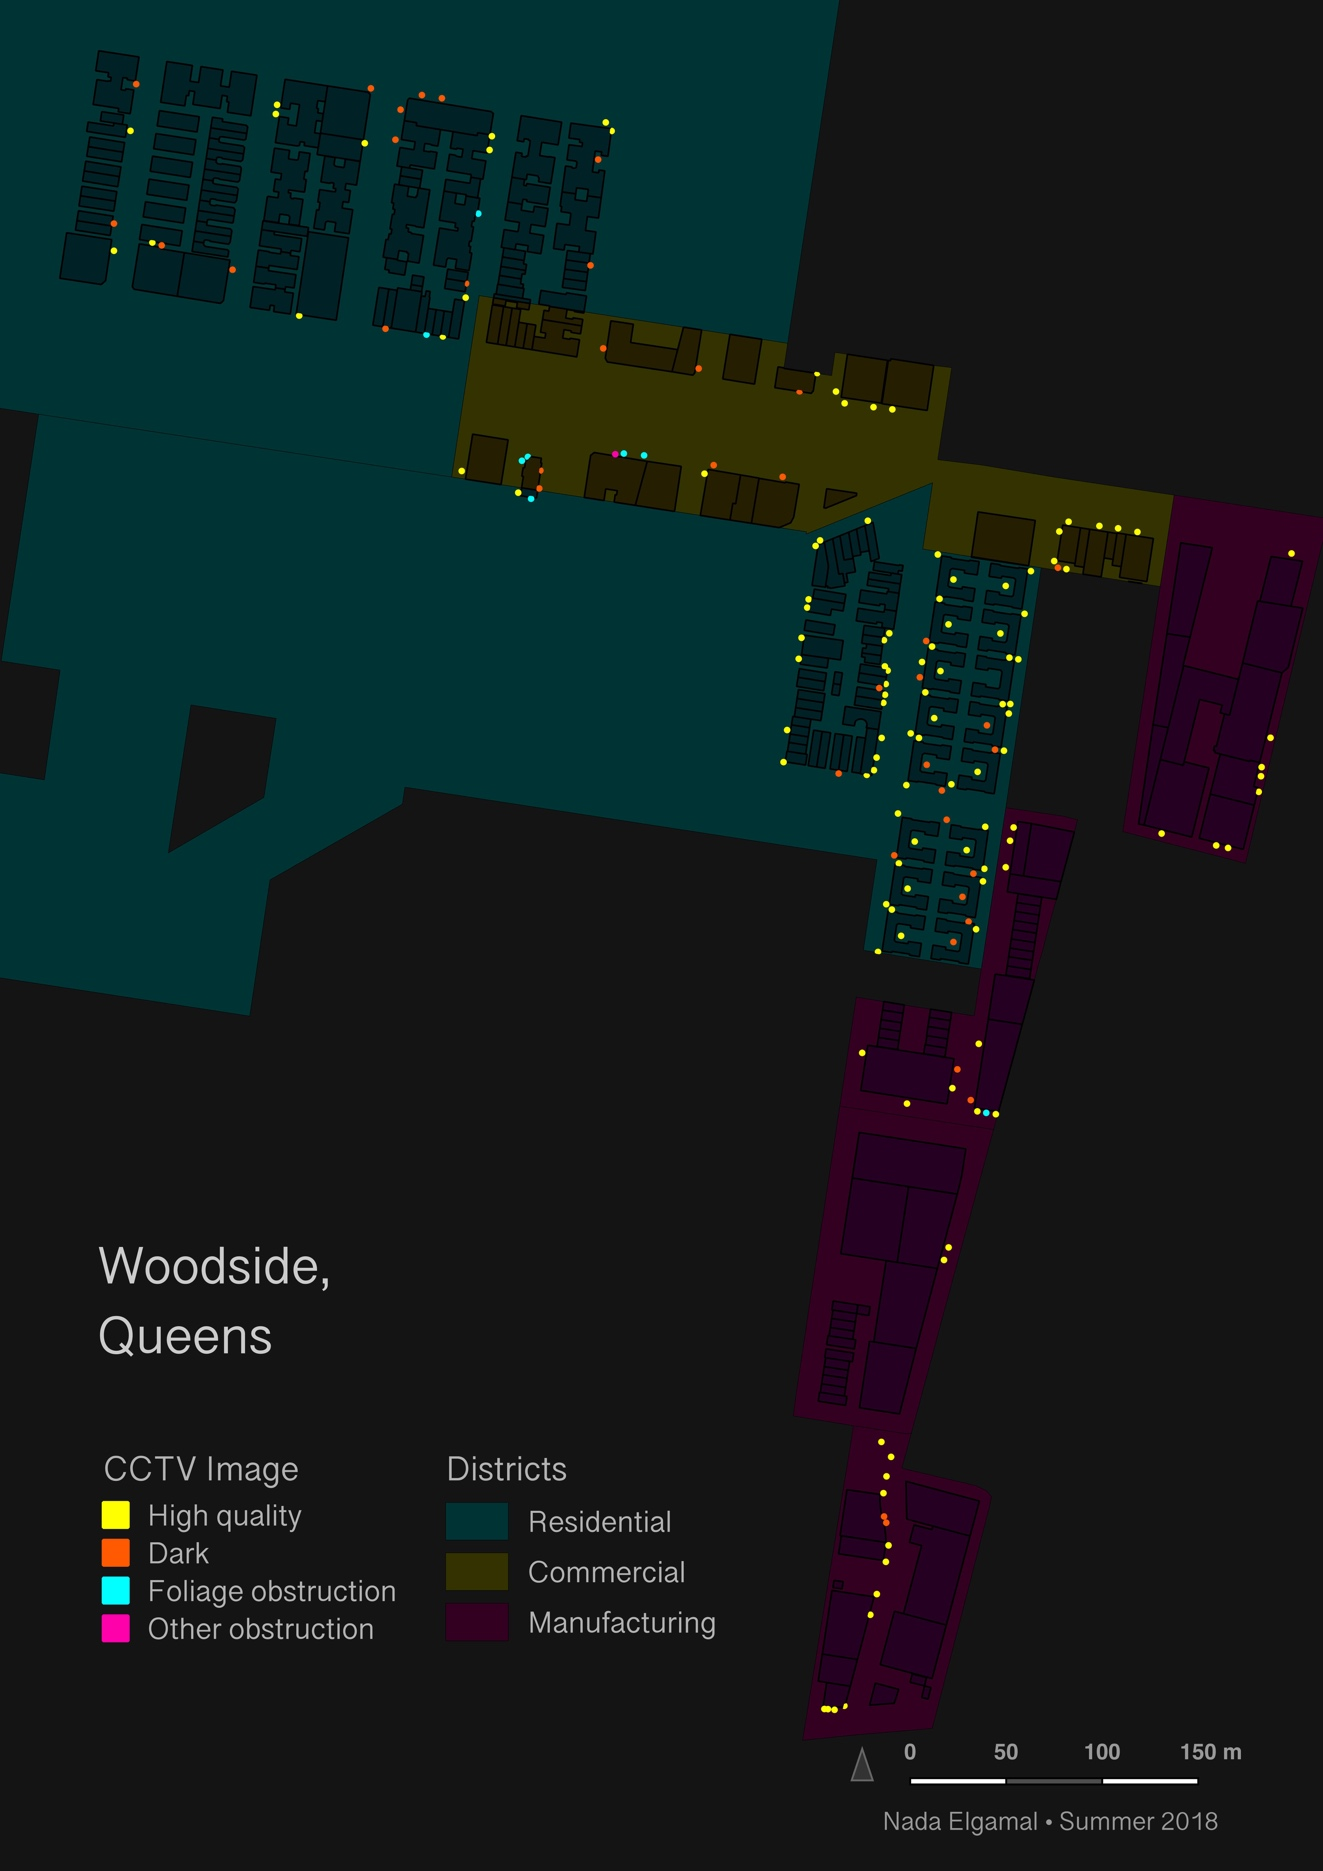 Woodside,
Queens
CCTV Image
High quality
Dark
Foliage obstruction
Other obstruction
Districts
Residential
Commercial
Manufacturing
0 50 100 150 m
Nada Elgamal • Summer 2018